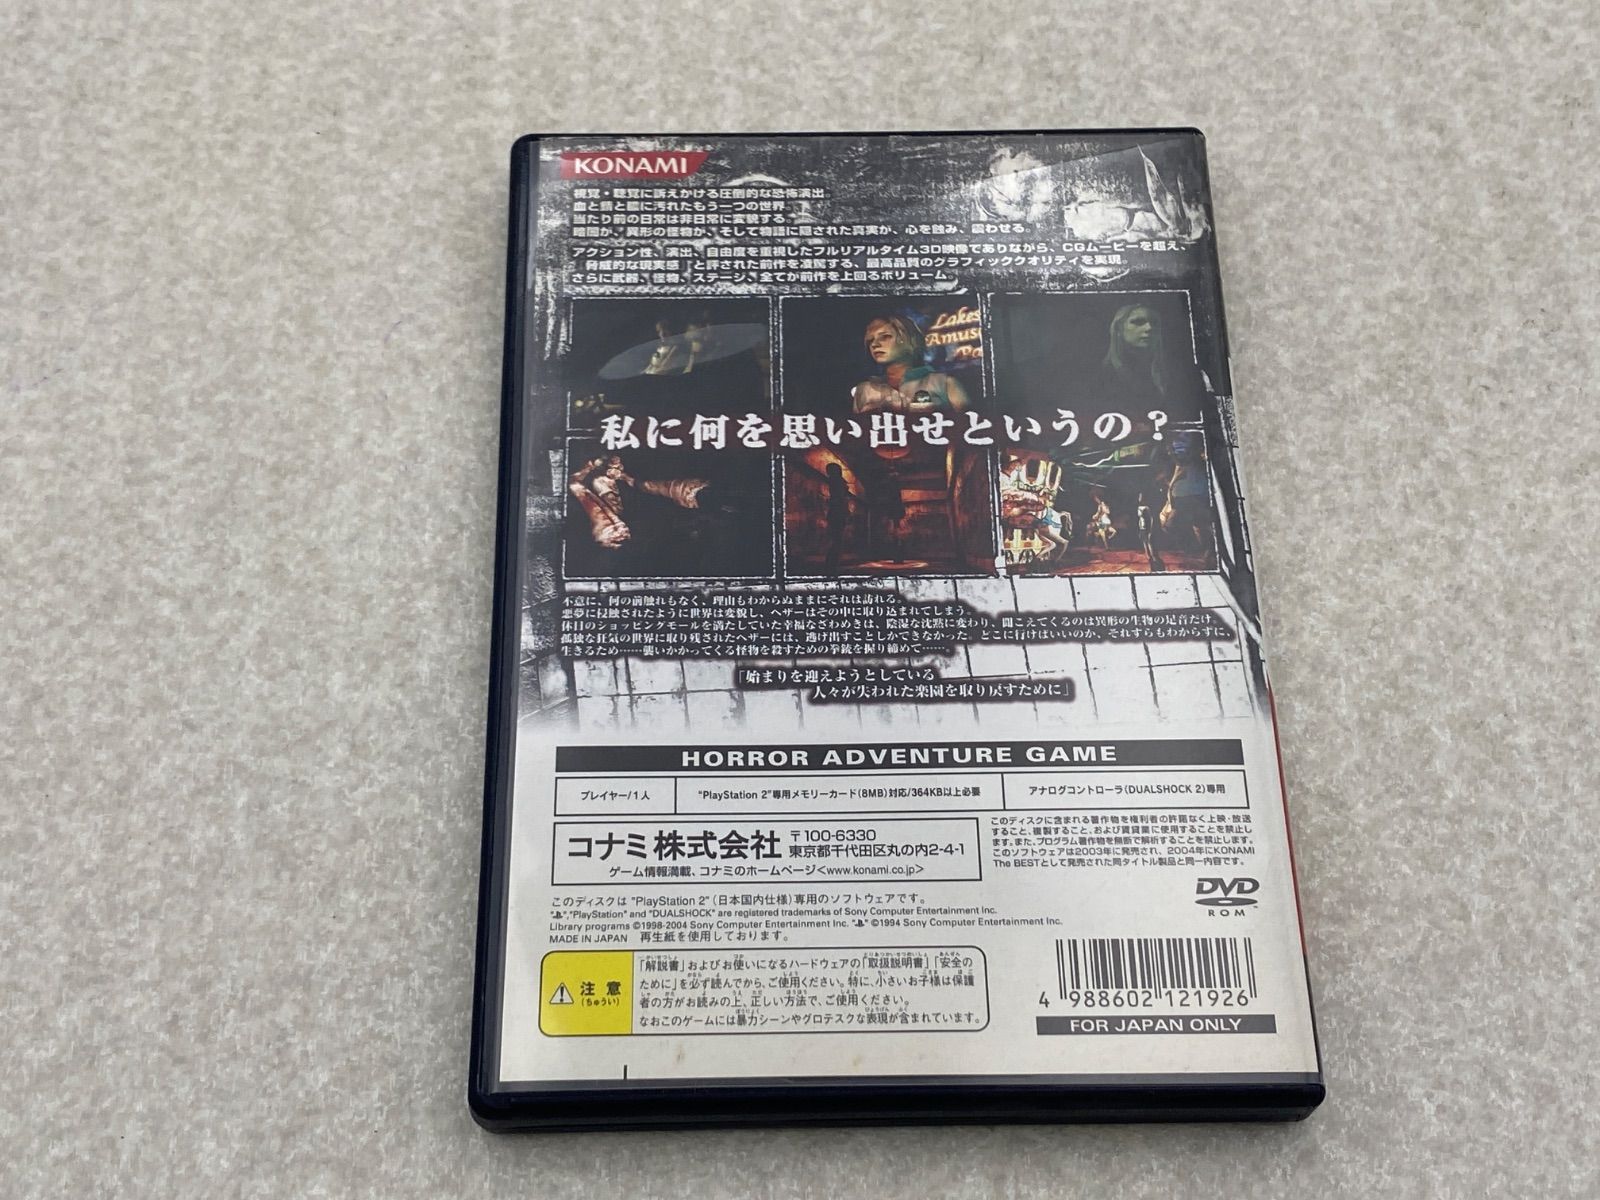 KONAMI
視覚・聴覚に訴えかける圧倒的な恐怖演出。
血と錆と膿に汚れたもう一つの世界。
当たり前の日常は非日常に変貌する。
暗闇が、異形の怪物が、そして物語に隠された真実が、心を蝕み、震わせる。
アクション性、演出、自由度を重視したフルリアルタイム3D映像でありながら、CGムービーを超え、
"脅威的な現実感"と評された前作を凌駕する、最高品質のグラフィッククオリティを実現。
さらに武器、怪物、ステージ、全てが前作を上回るボリューム。
Lakes
Amus
Pa
私に何を思い出せというの？
不意に、何の前触れもなく、理由もわからぬままにそれは訪れる。
悪夢に侵蝕されたように世界は変貌し、ヘザーはその中に取り込まれてしまう。
休日のショッピングモールを満たしていた幸福なざわめきは、陰湿な沈黙に変わり、聞こえてくるのは異形の生物の足音だけ。
孤独な狂気の世界に取り残されたヘザーには、逃げ出すことしかできなかった。どこに行けばいいのか、それすらもわからずに、
生きるため……襲いかかってくる怪物を殺すための拳銃を握り締めて……。
「始まりを迎えようとしている
人々が失われた楽園を取り戻すために」
HORROR ADVENTURE GAME
プレイヤー/1人
"PlayStation 2"専用メモリーカード(8MB)対応/364KB以上必要
アナログコントローラ(DUALSHOCK 2)専用
コナミ株式会社 〒100-6330
東京都千代田区丸の内2-4-1
ゲーム情報満載、コナミのホームページ<www.konami.co.jp>
このディスクに含まれる著作物を権利者の許諾なく上映・放送
すること、複製すること、および賃貸業に使用することを禁止し
ます。また、プログラム著作物を無断で解析することを禁止します。
このソフトウェアは2003年に発売され、2004年にKONAMI
The BESTとして発売された同タイトル製品と同一内容です。
DVD
ROM
このディスクは "PlayStation 2" (日本国内仕様)専用のソフトウェアです。
" ", "PlayStation" and "DUALSHOCK" are registered trademarks of Sony Computer Entertainment Inc.
Library programs ©1998-2004 Sony Computer Entertainment Inc. " " ©1994 Sony Computer Entertainment Inc.
MADE IN JAPAN 再生紙を使用しております。
注意
(ちゅうい)
「解説書」およびお使いになるハードウェアの「取扱説明書」「安全の
ために」を必ず読んでから、ご使用ください。特に、小さいお子様は保護
者の方がお読みの上、正しい方法で、ご使用ください。
なおこのゲームには暴力シーンやグロテスクな表現が含まれています。
4 988602 121926
FOR JAPAN ONLY